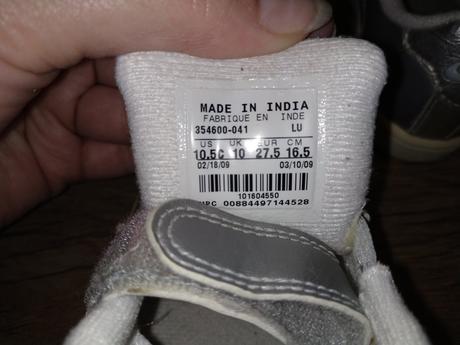 MADE IN INDIA
FABRIQUE EN INDE
354600-041 LU
US UK EUR CM
10.5C 10 27.5 16.5
02/18/09 03/10/09
101604550
UPC 00884497144528